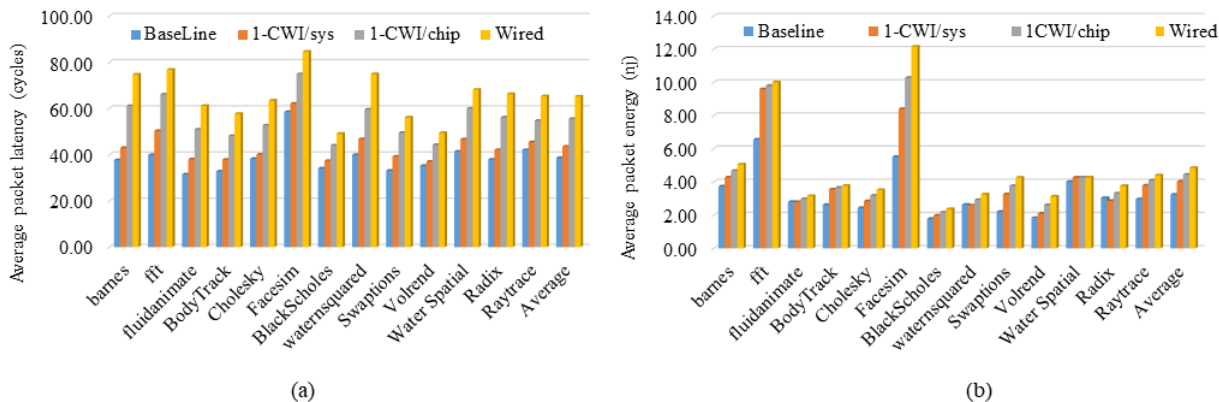 Average packet latency (cycles)
100.00
80.00
60.00
40.00
20.00
0.00
BaseLine
1-CWI/sys
1-CWI/chip
Wired
barnes
fft
fluidanimate
BodyTrack
Cholesky
Facesim
BlackScholes
waternsquared
Swaptions
Volrend
Water Spatial
Radix
Raytrace
Average
(a)
Average packet energy (nj)
14.00
12.00
10.00
8.00
6.00
4.00
2.00
0.00
Baseline
1-CWI/sys
1CWI/chip
Wired
barnes
fft
fluidanimate
BodyTrack
Cholesky
Facesim
BlackScholes
waternsquared
Swaptions
Volrend
Water Spatial
Radix
Raytrace
Average
(b)